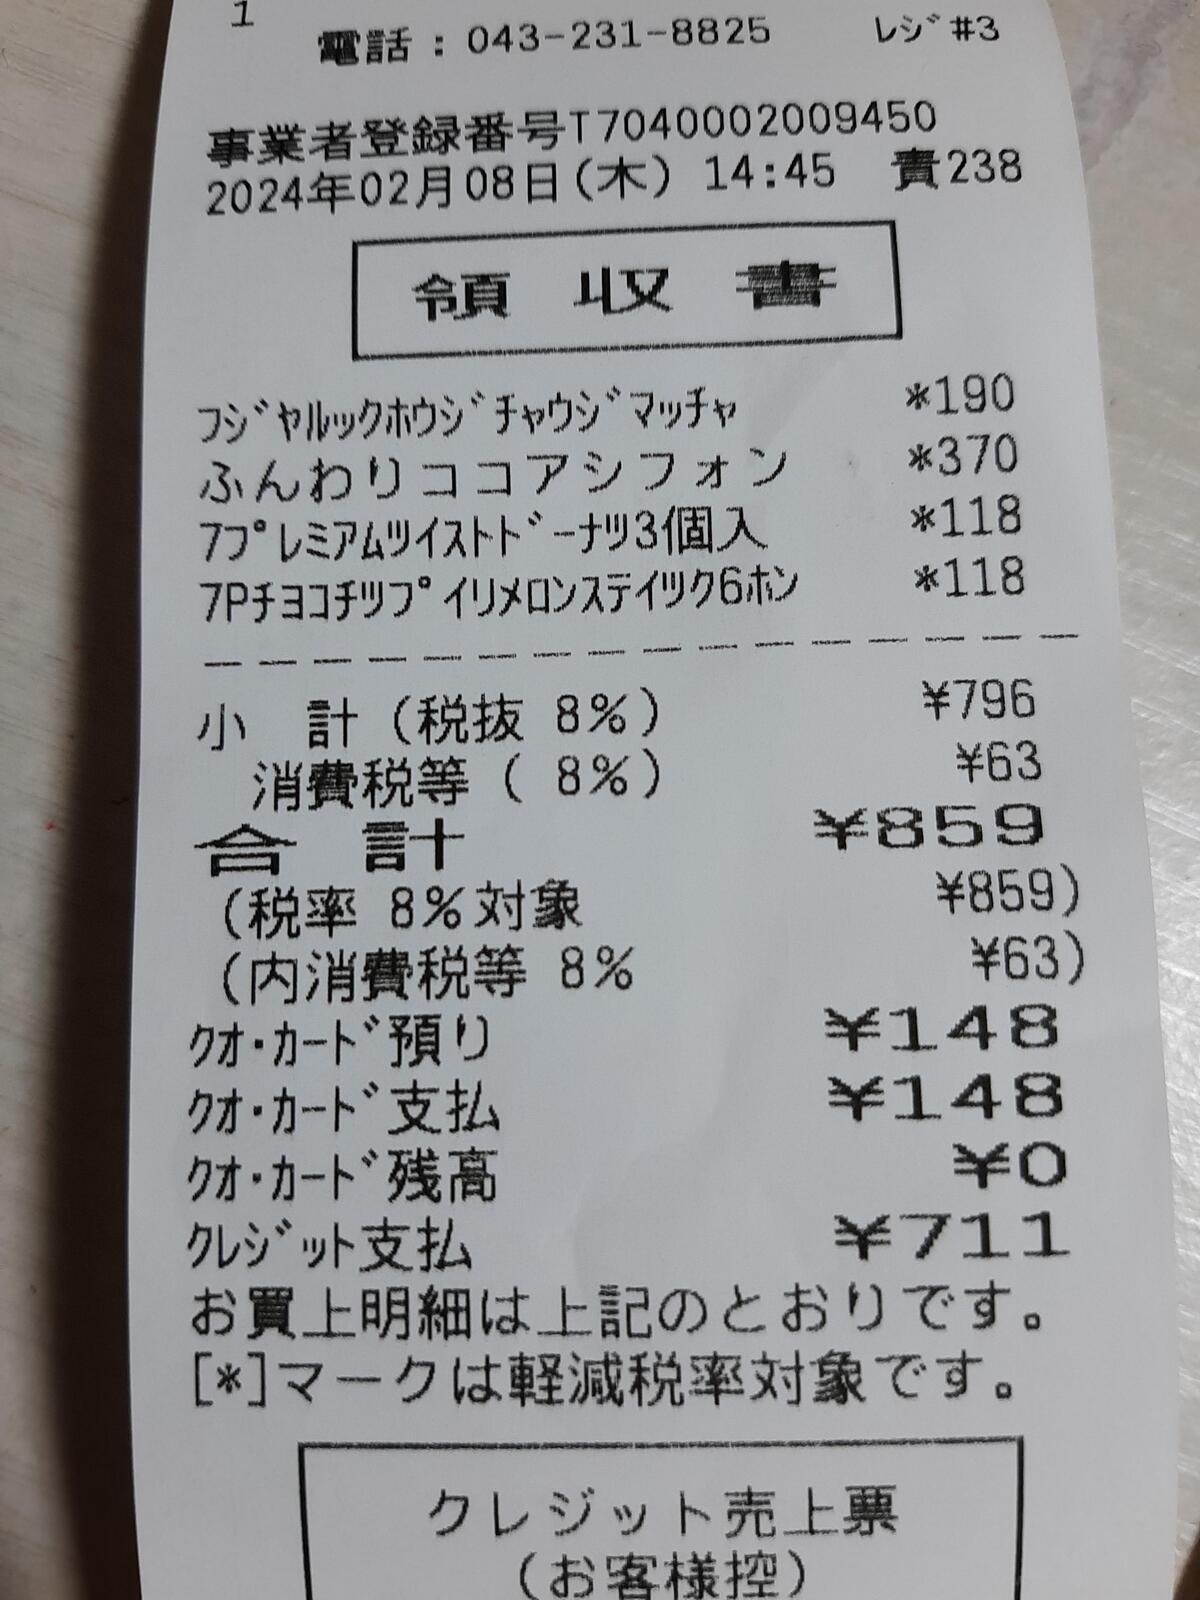 1
電話：043-231-8825 レジ#3
事業者登録番号T7040002009450
2024年02月08日(木) 14:45 責238
領収書
フジヤルックホウジチャウジマッチャ *190
ふんわりココアシフォン *370
7プレミアムツイストドーナツ3個入 *118
7Pチョコチップイリメロンスティック6ホン *118
小 計(税抜 8%) ¥796
消費税等( 8%) ¥63
合 計 ¥859
(税率 8%対象 ¥859)
(内消費税等 8% ¥63)
クオ・カード預り ¥148
クオ・カード支払 ¥148
クオ・カード残高 ¥0
クレジット支払 ¥711
お買上明細は上記のとおりです。
[*]マークは軽減税率対象です。
クレジット売上票
(お客様控)